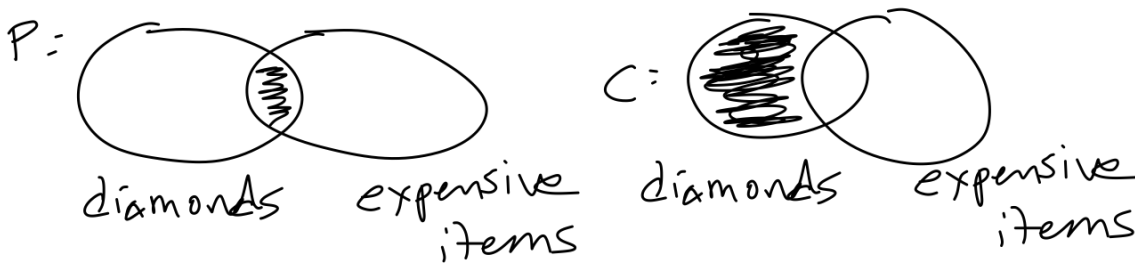 P:
C:
diamonds
expensive
items
diamonds
expensive
items